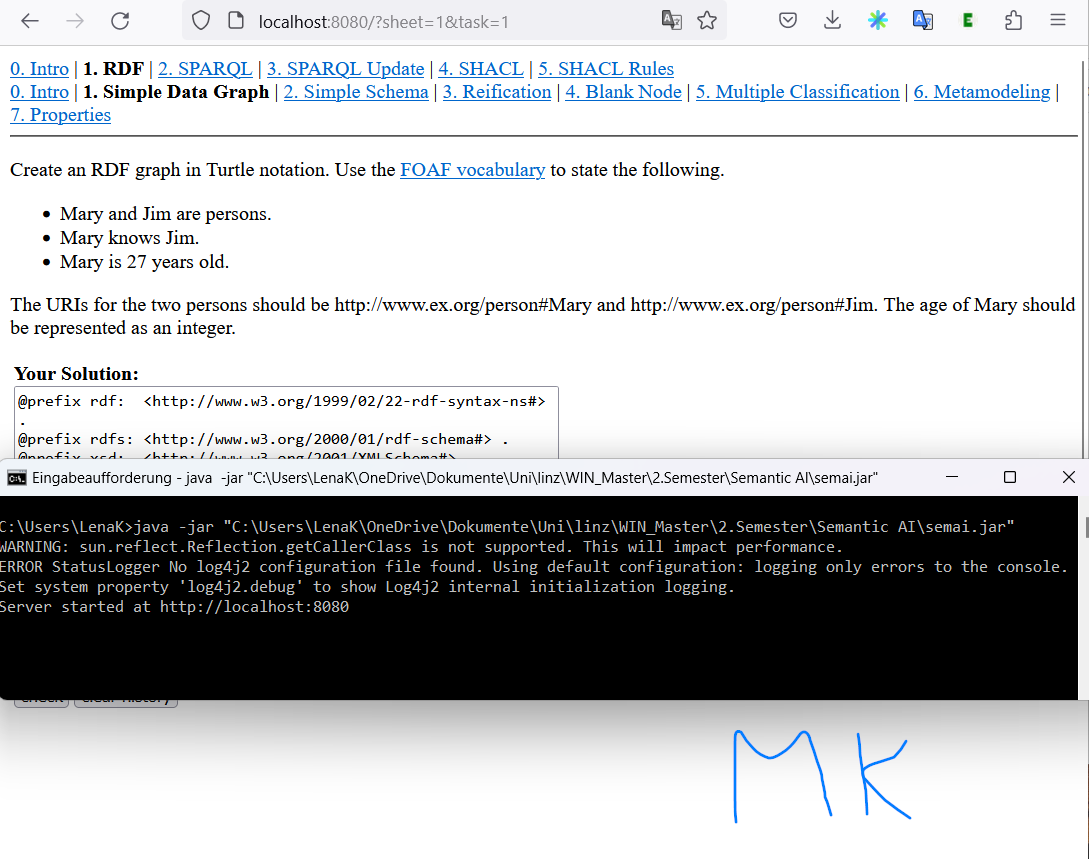 localhost:8080/?sheet=1&task=1
0. Intro | 1. RDF | 2. SPARQL | 3. SPARQL Update | 4. SHACL | 5. SHACL Rules
0. Intro | 1. Simple Data Graph | 2. Simple Schema | 3. Reification | 4. Blank Node | 5. Multiple Classification | 6. Metamodeling |
7. Properties
Create an RDF graph in Turtle notation. Use the FOAF vocabulary to state the following.
• Mary and Jim are persons.
• Mary knows Jim.
• Mary is 27 years old.
The URIs for the two persons should be http://www.ex.org/person#Mary and http://www.ex.org/person#Jim. The age of Mary should
be represented as an integer.
Your Solution:
@prefix rdf:  <http://www.w3.org/1999/02/22-rdf-syntax-ns#>
.
@prefix rdfs: <http://www.w3.org/2000/01/rdf-schema#> .
@prefix xsd:  <http://www.w3.org/2001/XMLSchema#>
Eingabeaufforderung - java  -jar "C:\Users\LenaK\OneDrive\Dokumente\Uni\linz\WIN_Master\2.Semester\Semantic AI\semai.jar"
C:\Users\LenaK>java -jar "C:\Users\LenaK\OneDrive\Dokumente\Uni\linz\WIN_Master\2.Semester\Semantic AI\semai.jar"
WARNING: sun.reflect.Reflection.getCallerClass is not supported. This will impact performance.
ERROR StatusLogger No log4j2 configuration file found. Using default configuration: logging only errors to the console.
Set system property 'log4j2.debug' to show Log4j2 internal initialization logging.
Server started at http://localhost:8080
check clear history
MK